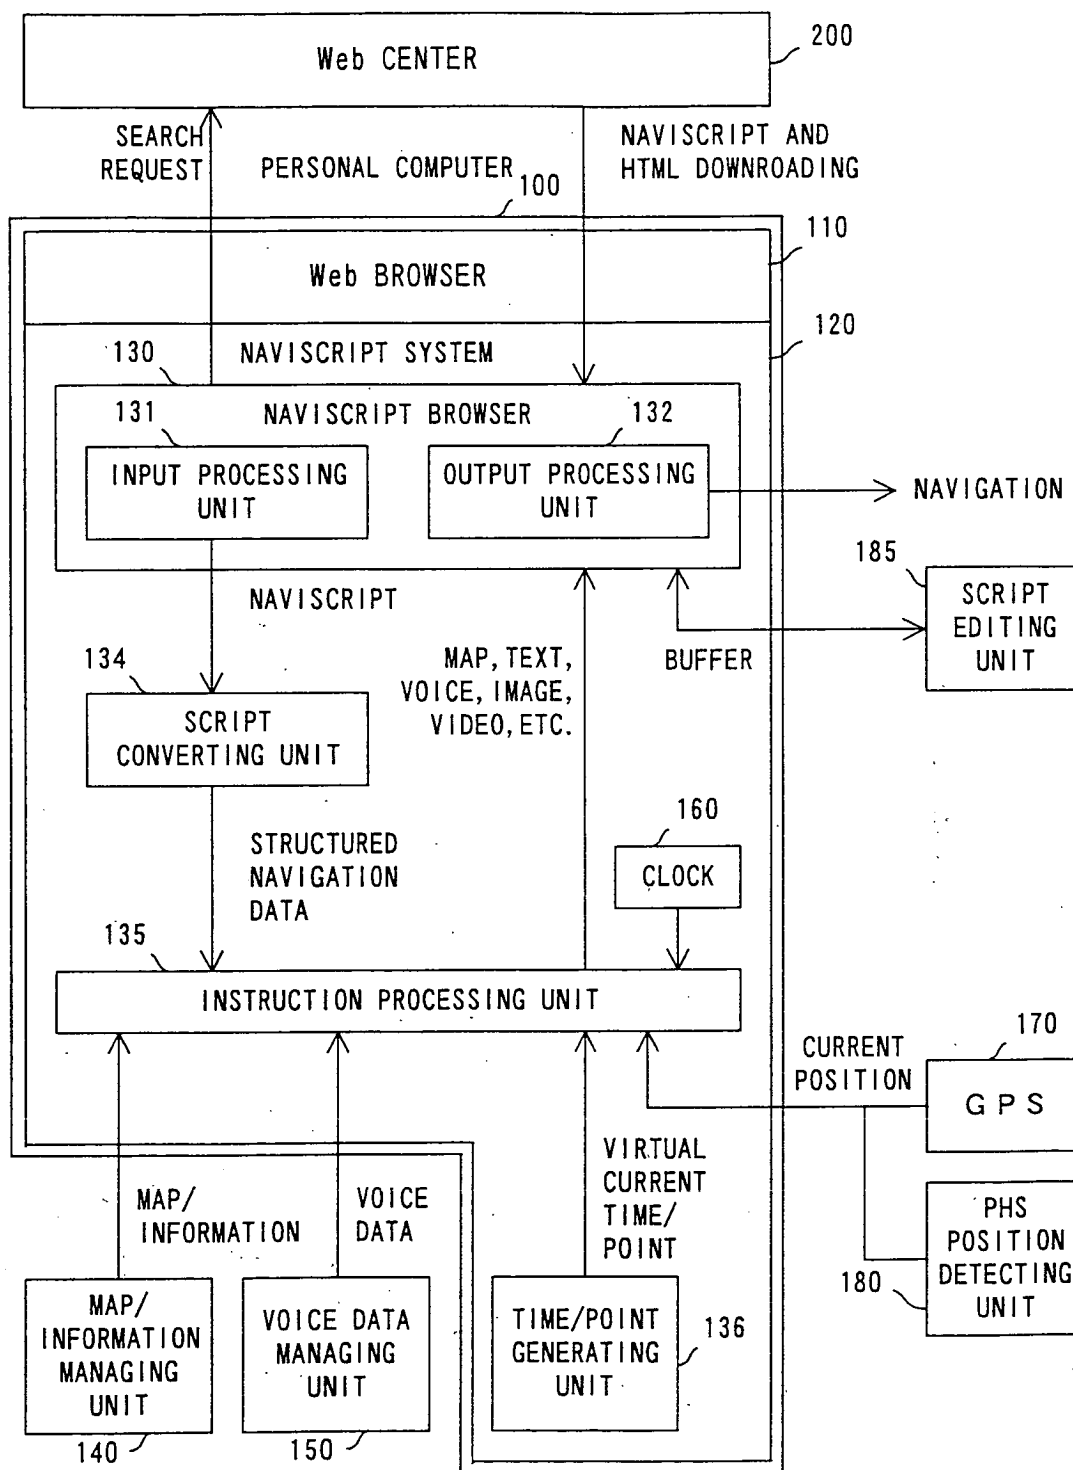 200
Web CENTER
SEARCH
REQUEST
NAVISCRIPT AND
HTML DOWNROADING
PERSONAL COMPUTER
100
110
Web BROWSER
120
NAVISCRIPT SYSTEM
130
NAVISCRIPT BROWSER
131
132
INPUT PROCESSING
UNIT
OUTPUT PROCESSING
UNIT
NAVIGATION
185
SCRIPT
EDITING
UNIT
NAVISCRIPT
BUFFER
MAP, TEXT,
VOICE, IMAGE,
VIDEO, ETC.
134
SCRIPT
CONVERTING UNIT
160
CLOCK
STRUCTURED
NAVIGATION
DATA
135
INSTRUCTION PROCESSING UNIT
CURRENT
POSITION
170
GPS
VIRTUAL
CURRENT
TIME/
POINT
MAP/
INFORMATION
VOICE
DATA
PHS
POSITION
DETECTING
UNIT
180
MAP/
INFORMATION
MANAGING
UNIT
140
VOICE DATA
MANAGING
UNIT
150
TIME/POINT
GENERATING
UNIT
136